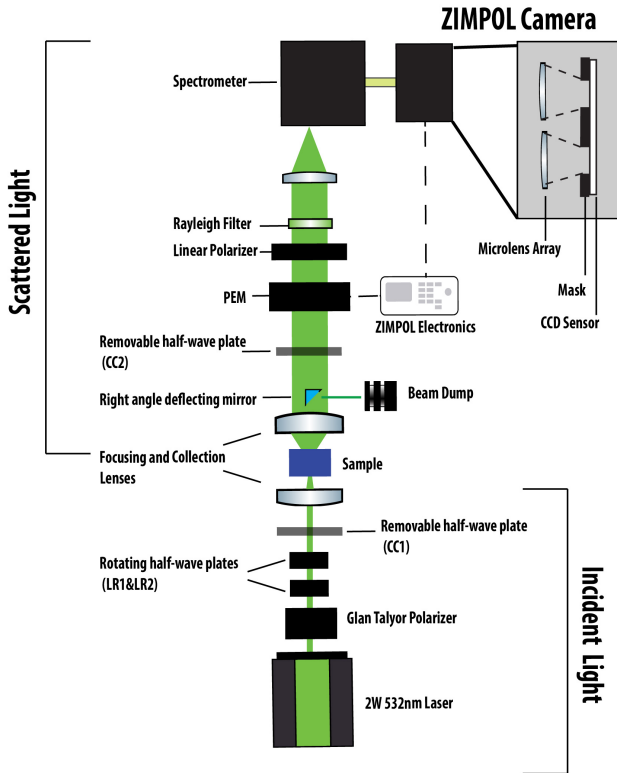 ZIMPOL Camera
Spectrometer
Scattered Light
Rayleigh Filter
Linear Polarizer
Microlens Array
PEM
Mask
ZIMPOL Electronics
CCD Sensor
Removable half-wave plate
(CC2)
Right angle deflecting mirror
Beam Dump
Focusing and Collection
Lenses
Sample
Removable half-wave plate
(CC1)
Rotating half-wave plates
(LR1&LR2)
Incident Light
Glan Talyor Polarizer
2W 532nm Laser